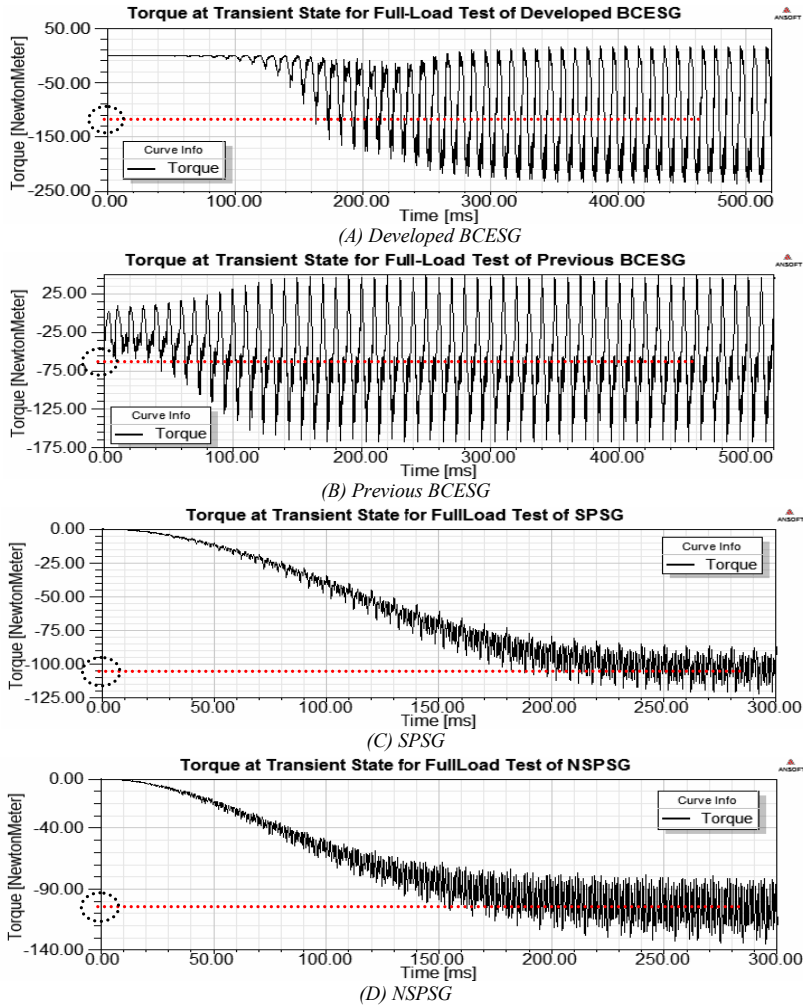 Torque at Transient State for Full-Load Test of Developed BCESG
ANSOFT
50.00
-50.00
-150.00
-250.00
Torque [NewtonMeter]
Curve Info
Torque
0.00 100.00 200.00 300.00 400.00 500.00
Time [ms]
(A) Developed BCESG
Torque at Transient State for Full-Load Test of Previous BCESG
ANSOFT
25.00
-25.00
-75.00
-125.00
-175.00
Torque [NewtonMeter]
Curve Info
Torque
0.00 100.00 200.00 300.00 400.00 500.00
Time [ms]
(B) Previous BCESG
Torque at Transient State for FullLoad Test of SPSG
ANSOFT
0.00
-25.00
-50.00
-75.00
-100.00
-125.00
Torque [NewtonMeter]
Curve Info
Torque
0.00 50.00 100.00 150.00 200.00 250.00 300.00
Time [ms]
(C) SPSG
Torque at Transient State for FullLoad Test of NSPSG
ANSOFT
0.00
-40.00
-90.00
-140.00
Torque [NewtonMeter]
Curve Info
Torque
0.00 50.00 100.00 150.00 200.00 250.00 300.00
Time [ms]
(D) NSPSG